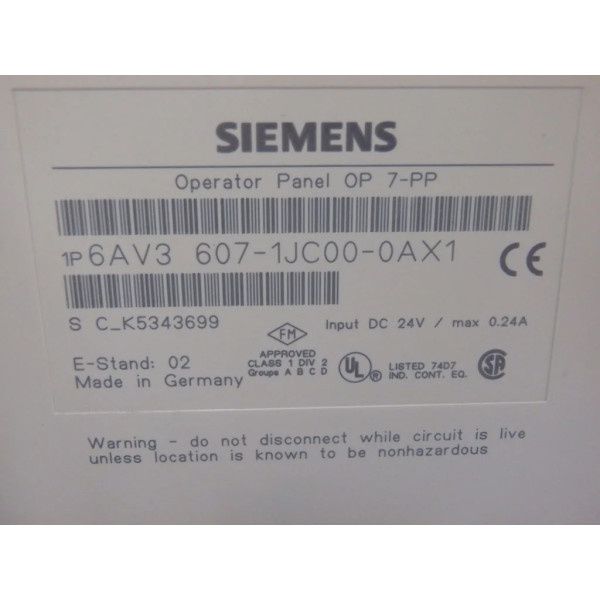 SIEMENS
Operator Panel OP 7-PP
1P 6AV3 607-1JC00-0AX1
CE
S C_K5343699
FM
Input DC 24V / max 0.24A
E-Stand: 02
Made in Germany
APPROVED
CLASS 1 DIV 2
Groups A B C D
UL ®
LISTED 74D7
IND. CONT. EQ.
SA
Warning - do not disconnect while circuit is live
unless location is known to be nonhazardous